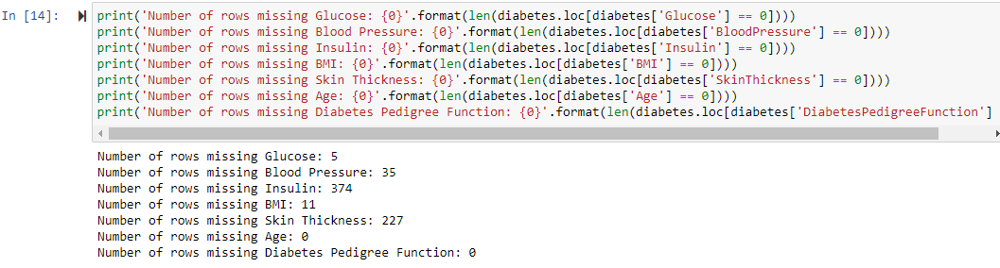 In [14]:
print('Number of rows missing Glucose: {0}'.format(len(diabetes.loc[diabetes['Glucose'] == 0])))
print('Number of rows missing Blood Pressure: {0}'.format(len(diabetes.loc[diabetes['BloodPressure'] == 0])))
print('Number of rows missing Insulin: {0}'.format(len(diabetes.loc[diabetes['Insulin'] == 0])))
print('Number of rows missing BMI: {0}'.format(len(diabetes.loc[diabetes['BMI'] == 0])))
print('Number of rows missing Skin Thickness: {0}'.format(len(diabetes.loc[diabetes['SkinThickness'] == 0])))
print('Number of rows missing Age: {0}'.format(len(diabetes.loc[diabetes['Age'] == 0])))
print('Number of rows missing Diabetes Pedigree Function: {0}'.format(len(diabetes.loc[diabetes['DiabetesPedigreeFunction']
Number of rows missing Glucose: 5
Number of rows missing Blood Pressure: 35
Number of rows missing Insulin: 374
Number of rows missing BMI: 11
Number of rows missing Skin Thickness: 227
Number of rows missing Age: 0
Number of rows missing Diabetes Pedigree Function: 0